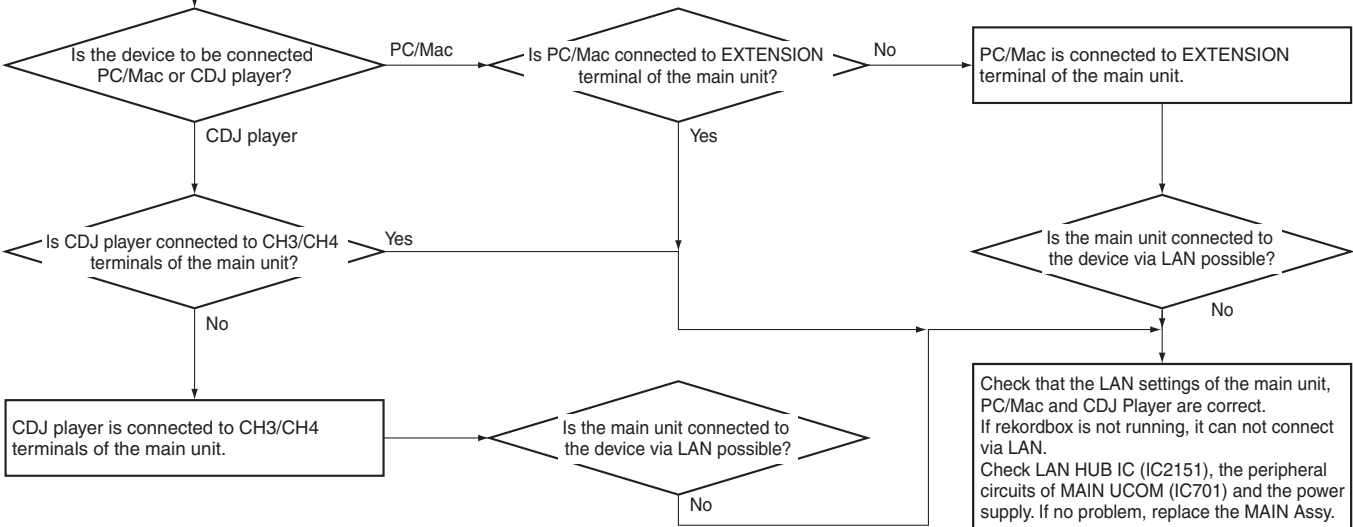 Is the device to be connected
PC/Mac or CDJ player?
PC/Mac
Is PC/Mac connected to EXTENSION
terminal of the main unit?
No
PC/Mac is connected to EXTENSION
terminal of the main unit.
CDJ player
Yes
Is CDJ player connected to CH3/CH4
terminals of the main unit?
Yes
Is the main unit connected to
the device via LAN possible?
No
No
CDJ player is connected to CH3/CH4
terminals of the main unit.
Is the main unit connected to
the device via LAN possible?
No
Check that the LAN settings of the main unit,
PC/Mac and CDJ Player are correct.
If rekordbox is not running, it can not connect
via LAN.
Check LAN HUB IC (IC2151), the peripheral
circuits of MAIN UCOM (IC701) and the power
supply. If no problem, replace the MAIN Assy.